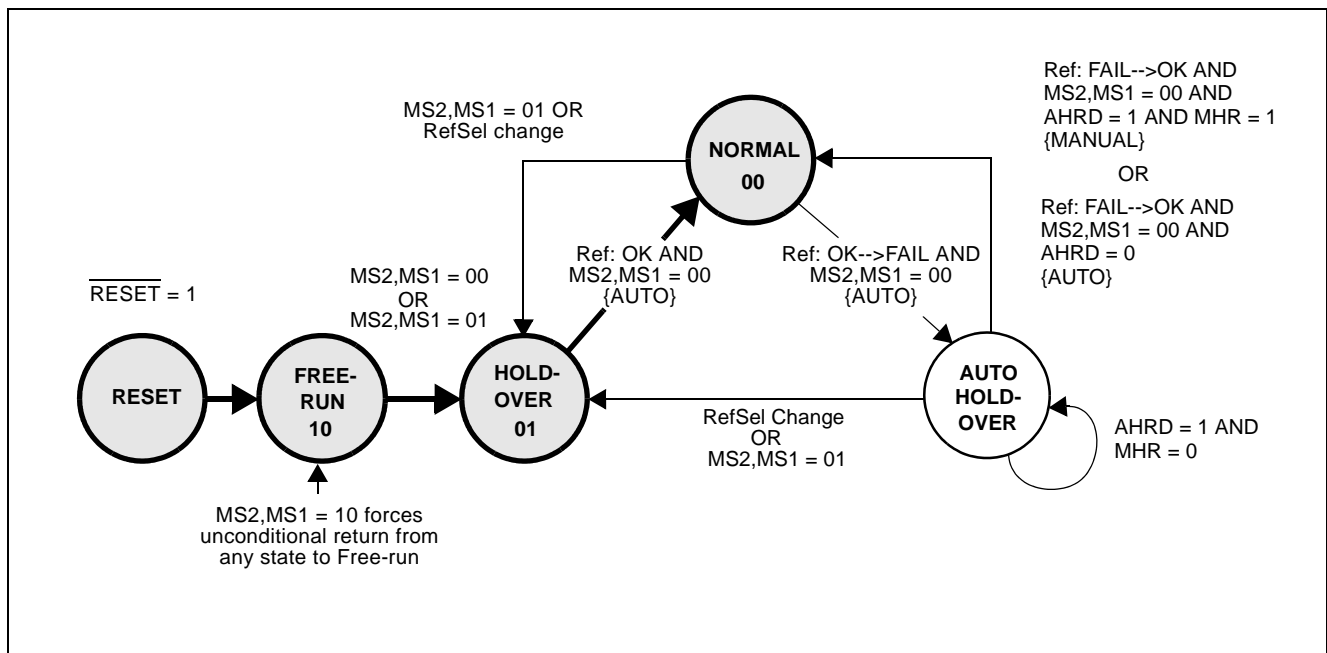 Ref: FAIL-->OK AND
MS2,MS1 = 00 AND
AHRD = 1 AND MHR = 1
{MANUAL}
OR
Ref: FAIL-->OK AND
MS2,MS1 = 00 AND
AHRD = 0
{AUTO}
MS2,MS1 = 01 OR
RefSel change
NORMAL
00
Ref: OK AND
MS2,MS1 = 00
{AUTO}
Ref: OK-->FAIL AND
MS2,MS1 = 00
{AUTO}
RESET = 1
MS2,MS1 = 00
OR
MS2,MS1 = 01
RESET
FREE-
RUN
10
HOLD-
OVER
01
AUTO
HOLD-
OVER
RefSel Change
OR
MS2,MS1 = 01
AHRD = 1 AND
MHR = 0
MS2,MS1 = 10 forces
unconditional return from
any state to Free-run